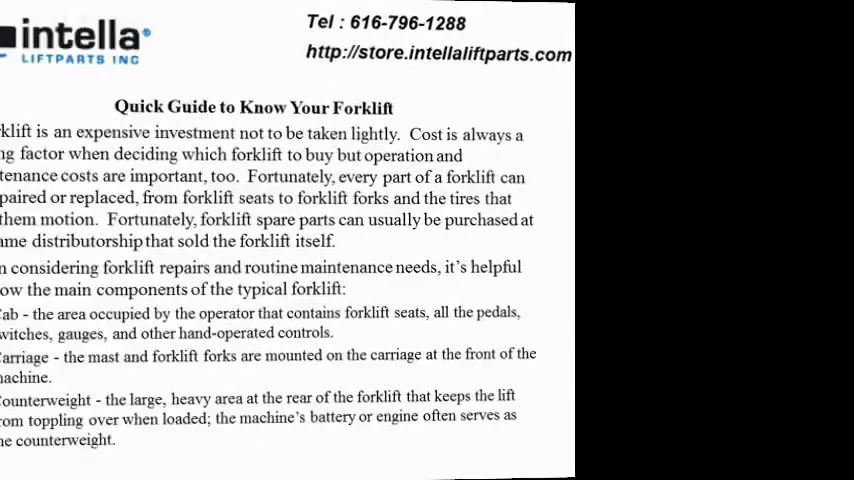 intella®
LIFTPARTS INC
Tel : 616-796-1288
http://store.intellaliftparts.com
Quick Guide to Know Your Forklift
klift is an expensive investment not to be taken lightly. Cost is always a
ng factor when deciding which forklift to buy but operation and
tenance costs are important, too. Fortunately, every part of a forklift can
paired or replaced, from forklift seats to forklift forks and the tires that
them motion. Fortunately, forklift spare parts can usually be purchased at
ame distributorship that sold the forklift itself.
n considering forklift repairs and routine maintenance needs, it's helpful
ow the main components of the typical forklift:
Cab - the area occupied by the operator that contains forklift seats, all the pedals,
witches, gauges, and other hand-operated controls.
Carriage - the mast and forklift forks are mounted on the carriage at the front of the
machine.
Counterweight - the large, heavy area at the rear of the forklift that keeps the lift
rom toppling over when loaded; the machine's battery or engine often serves as
he counterweight.